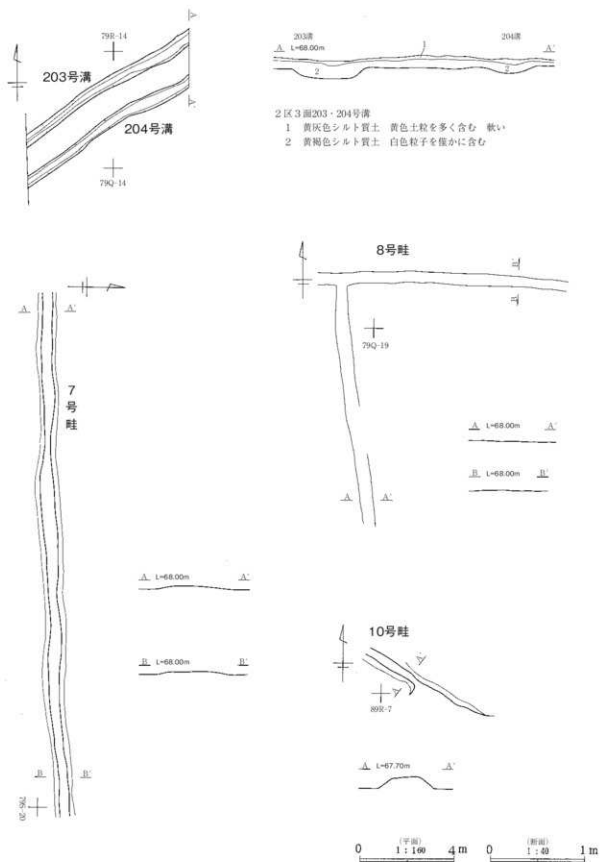 203号溝
204号溝
79R-14
79Q-14
A
A'
203溝
204溝
A L=68.00m A'
1
2
2
2区3面203・204号溝
1 黄灰色シルト質土 黄色土粒を多く含む 軟い
2 黄褐色シルト質土 白色粒子を僅かに含む
7号畦
A A'
B B'
79S-20
A L=68.00m A'
B L=68.00m B'
8号畦
B
B'
79Q-19
A A'
A L=68.00m A'
B L=68.00m B'
10号畦
A
A'
89R-7
A L=67.70m A'
(平面)
0 1:160 4m
(断面)
0 1:40 1m